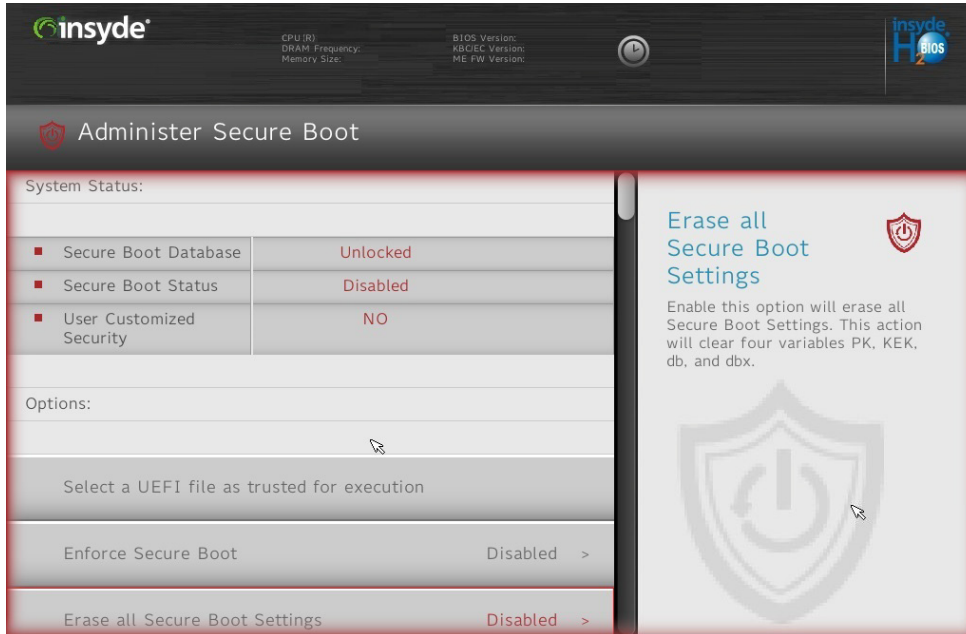 insyde®
CPU(R)
DRAM Frequency:
Memory Size:
BIOS Version:
KBC/EC Version:
ME FW Version:
insyde
H2BIOS
Administer Secure Boot
System Status:
Secure Boot Database Unlocked
Secure Boot Status Disabled
User Customized NO
Security
Options:
Select a UEFI file as trusted for execution
Enforce Secure Boot Disabled >
Erase all Secure Boot Settings Disabled >
Erase all
Secure Boot
Settings
Enable this option will erase all
Secure Boot Settings. This action
will clear four variables PK, KEK,
db, and dbx.